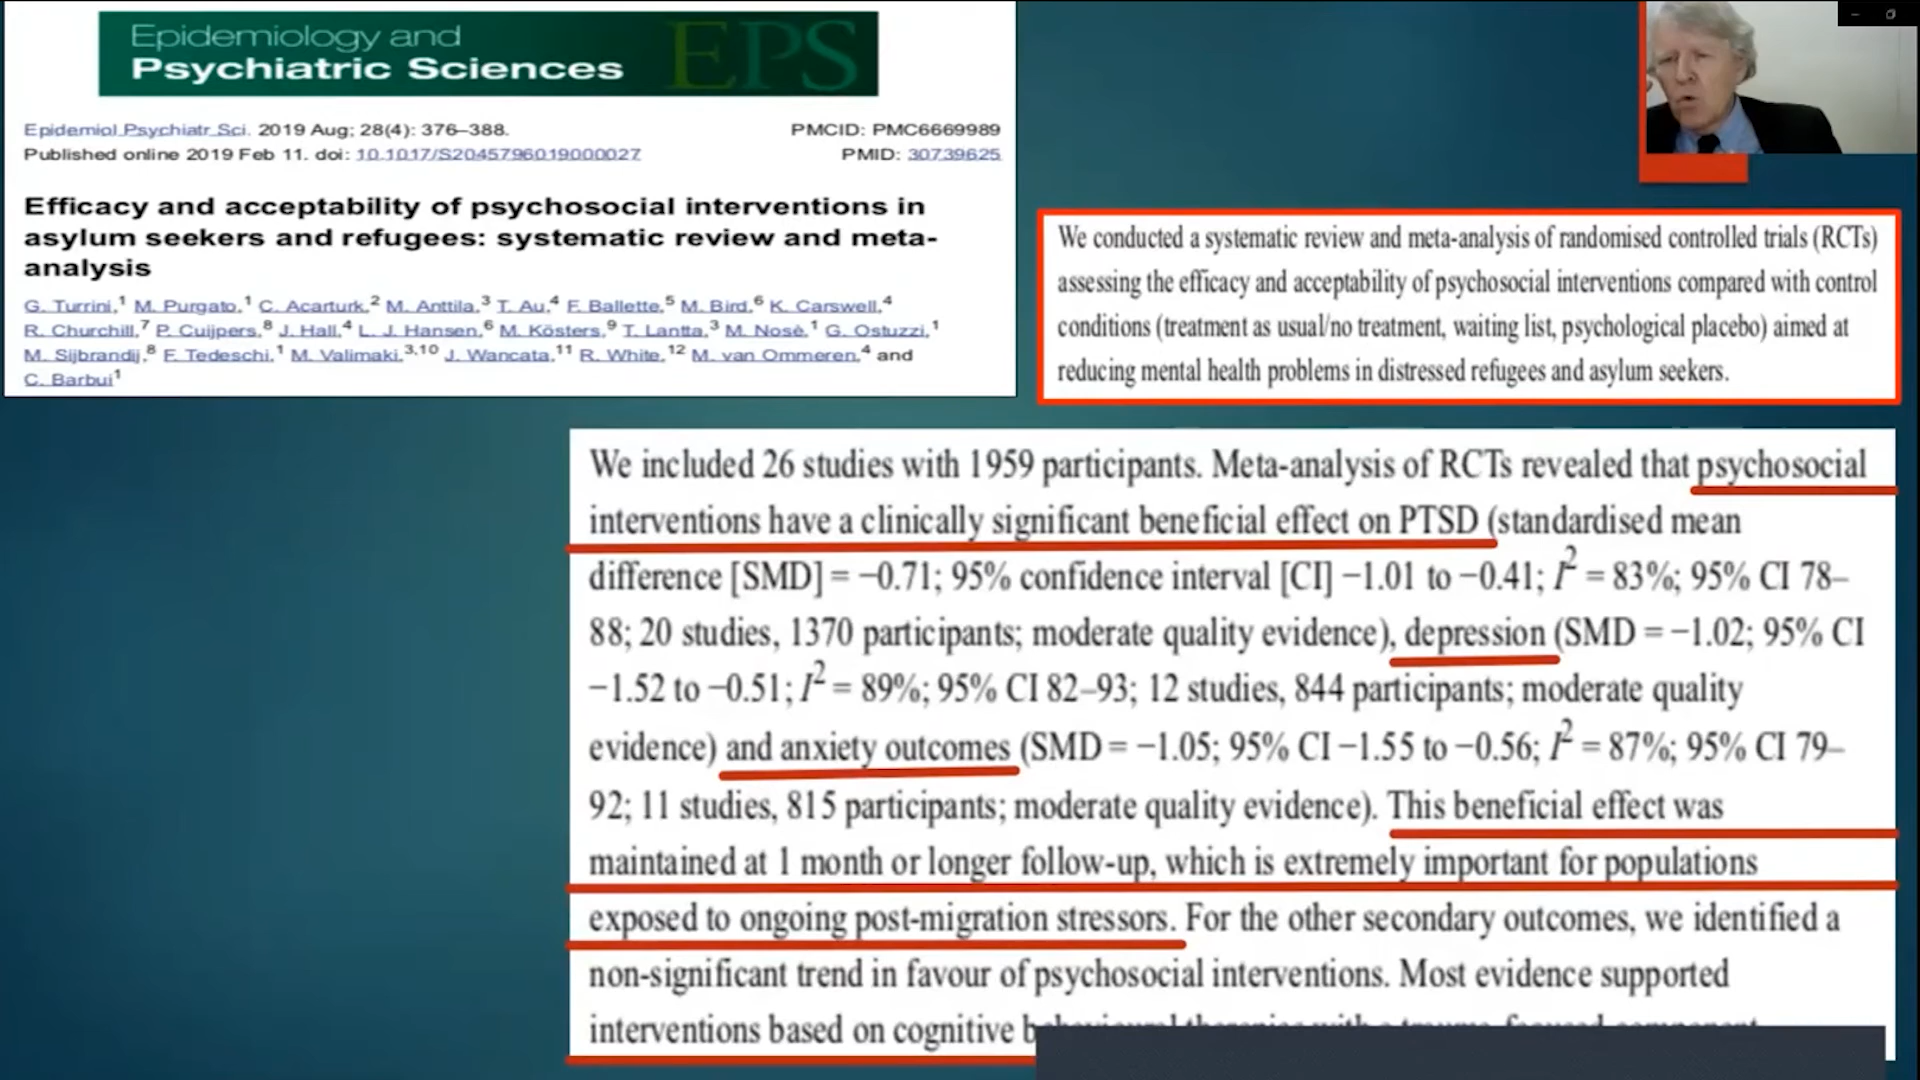 Epidemiology and
Psychiatric Sciences
EPS
Epidemiol Psychiatr Sci. 2019 Aug; 28(4): 376–388.
PMCID: PMC6669989
Published online 2019 Feb 11. doi: 10.1017/S2045796019000027
PMID: 30739625
Efficacy and acceptability of psychosocial interventions in
asylum seekers and refugees: systematic review and meta-
analysis
G. Turrini,1 M. Purgato,1 C. Acarturk,2 M. Anttila,3 T. Au,4 F. Ballette,5 M. Bird,6 K. Carswell,4
R. Churchill,7 P. Cuijpers,8 J. Hall,4 L. J. Hansen,6 M. Kösters,9 T. Lantta,3 M. Nosè,1 G. Ostuzzi,1
M. Sijbrandij,8 F. Tedeschi,1 M. Valimaki,3,10 J. Wancata,11 R. White,12 M. van Ommeren,4 and
C. Barbui1
We conducted a systematic review and meta-analysis of randomised controlled trials (RCTs)
assessing the efficacy and acceptability of psychosocial interventions compared with control
conditions (treatment as usual/no treatment, waiting list, psychological placebo) aimed at
reducing mental health problems in distressed refugees and asylum seekers.
We included 26 studies with 1959 participants. Meta-analysis of RCTs revealed that psychosocial
interventions have a clinically significant beneficial effect on PTSD (standardised mean
difference [SMD] = −0.71; 95% confidence interval [CI] −1.01 to −0.41; I2 = 83%; 95% CI 78–
88; 20 studies, 1370 participants; moderate quality evidence), depression (SMD = −1.02; 95% CI
−1.52 to −0.51; I2 = 89%; 95% CI 82–93; 12 studies, 844 participants; moderate quality
evidence) and anxiety outcomes (SMD = −1.05; 95% CI −1.55 to −0.56; I2 = 87%; 95% CI 79–
92; 11 studies, 815 participants; moderate quality evidence). This beneficial effect was
maintained at 1 month or longer follow-up, which is extremely important for populations
exposed to ongoing post-migration stressors. For the other secondary outcomes, we identified a
non-significant trend in favour of psychosocial interventions. Most evidence supported
interventions based on cognitive